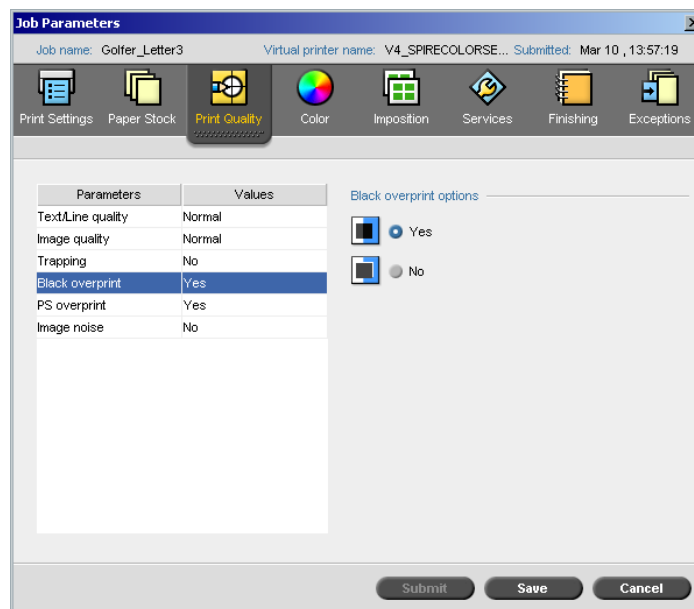 Job Parameters
Job name: Golfer_Letter3 Virtual printer name: V4_SPIRECOLORSE... Submitted: Mar 10 , 13:57:19
Print Settings Paper Stock Print Quality Color Imposition Services Finishing Exceptions
Parameters Values
Text/Line quality Normal
Image quality Normal
Trapping No
Black overprint Yes
PS overprint Yes
Image noise No
Black overprint options
Yes
No
Submit Save Cancel